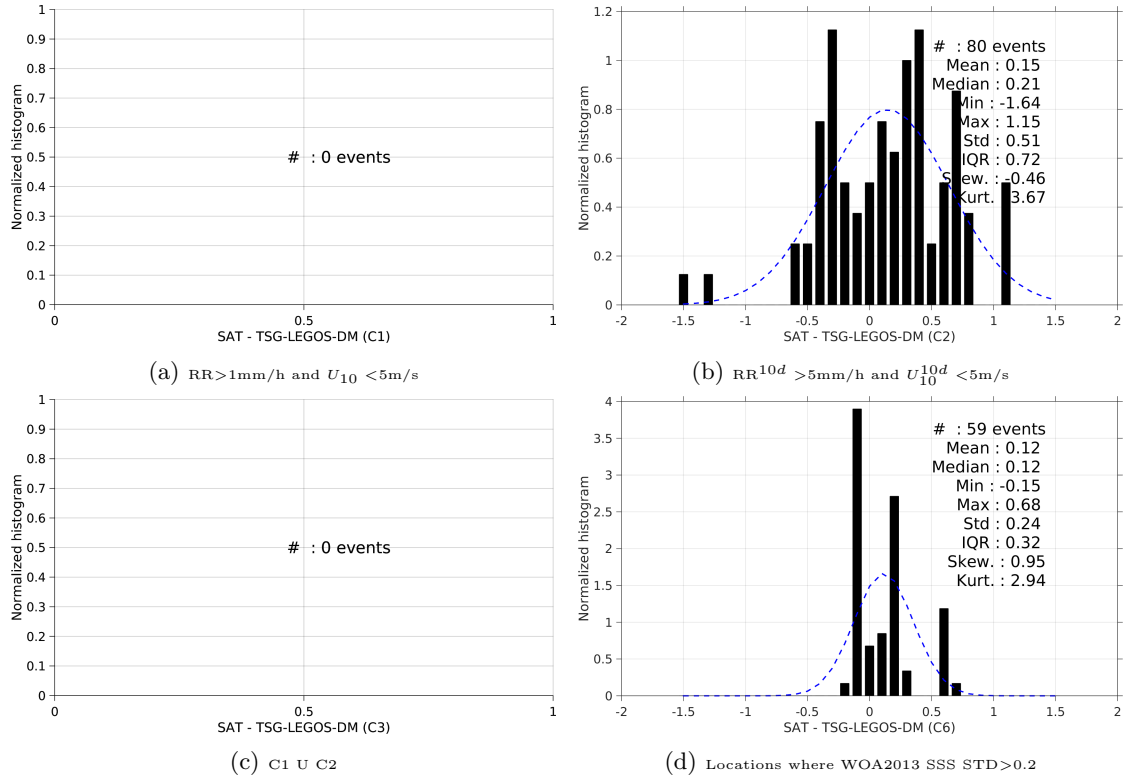 1
0.9
0.8
0.7
0.6
0.5
0.4
0.3
0.2
0.1
0
Normalized histogram
# : 0 events
0 0.5 1
SAT - TSG-LEGOS-DM (C1)
(a) RR>1mm/h and U10 <5m/s
1.2
1
0.8
0.6
0.4
0.2
0
Normalized histogram
# : 80 events
Mean : 0.15
Median : 0.21
Min : -1.64
Max : 1.15
Std : 0.51
IQR : 0.72
Skew. : -0.46
Kurt. : 3.67
-2 -1.5 -1 -0.5 0 0.5 1 1.5 2
SAT - TSG-LEGOS-DM (C2)
(b) RR10d >5mm/h and U10d10 <5m/s
1
0.9
0.8
0.7
0.6
0.5
0.4
0.3
0.2
0.1
0
Normalized histogram
# : 0 events
0 0.5 1
SAT - TSG-LEGOS-DM (C3)
(c) C1 U C2
4
3.5
3
2.5
2
1.5
1
0.5
0
Normalized histogram
# : 59 events
Mean : 0.12
Median : 0.12
Min : -0.15
Max : 0.68
Std : 0.24
IQR : 0.32
Skew. : 0.95
Kurt. : 2.94
-2 -1.5 -1 -0.5 0 0.5 1 1.5 2
SAT - TSG-LEGOS-DM (C6)
(d) Locations where WOA2013 SSS STD>0.2